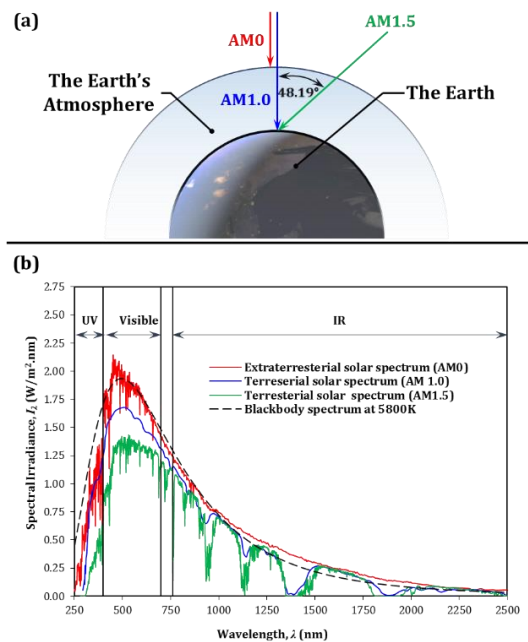 (a)
AM0
AM1.5
The Earth's
Atmosphere
AM1.0
48.19°
The Earth
(b)
2.75
2.50
2.25
2.00
1.75
1.50
1.25
1.00
0.75
0.50
0.25
0.00
UV
Visible
IR
Extraterresterial solar spectrum (AM0)
Terreserial solar spectrum (AM 1.0)
Terresterial solar spectrum (AM1.5)
Blackbody spectrum at 5800K
Spectral Irradiance, Iλ (W/m².nm)
250 500 750 1000 1250 1500 1750 2000 2250 2500
Wavelength, λ (nm)